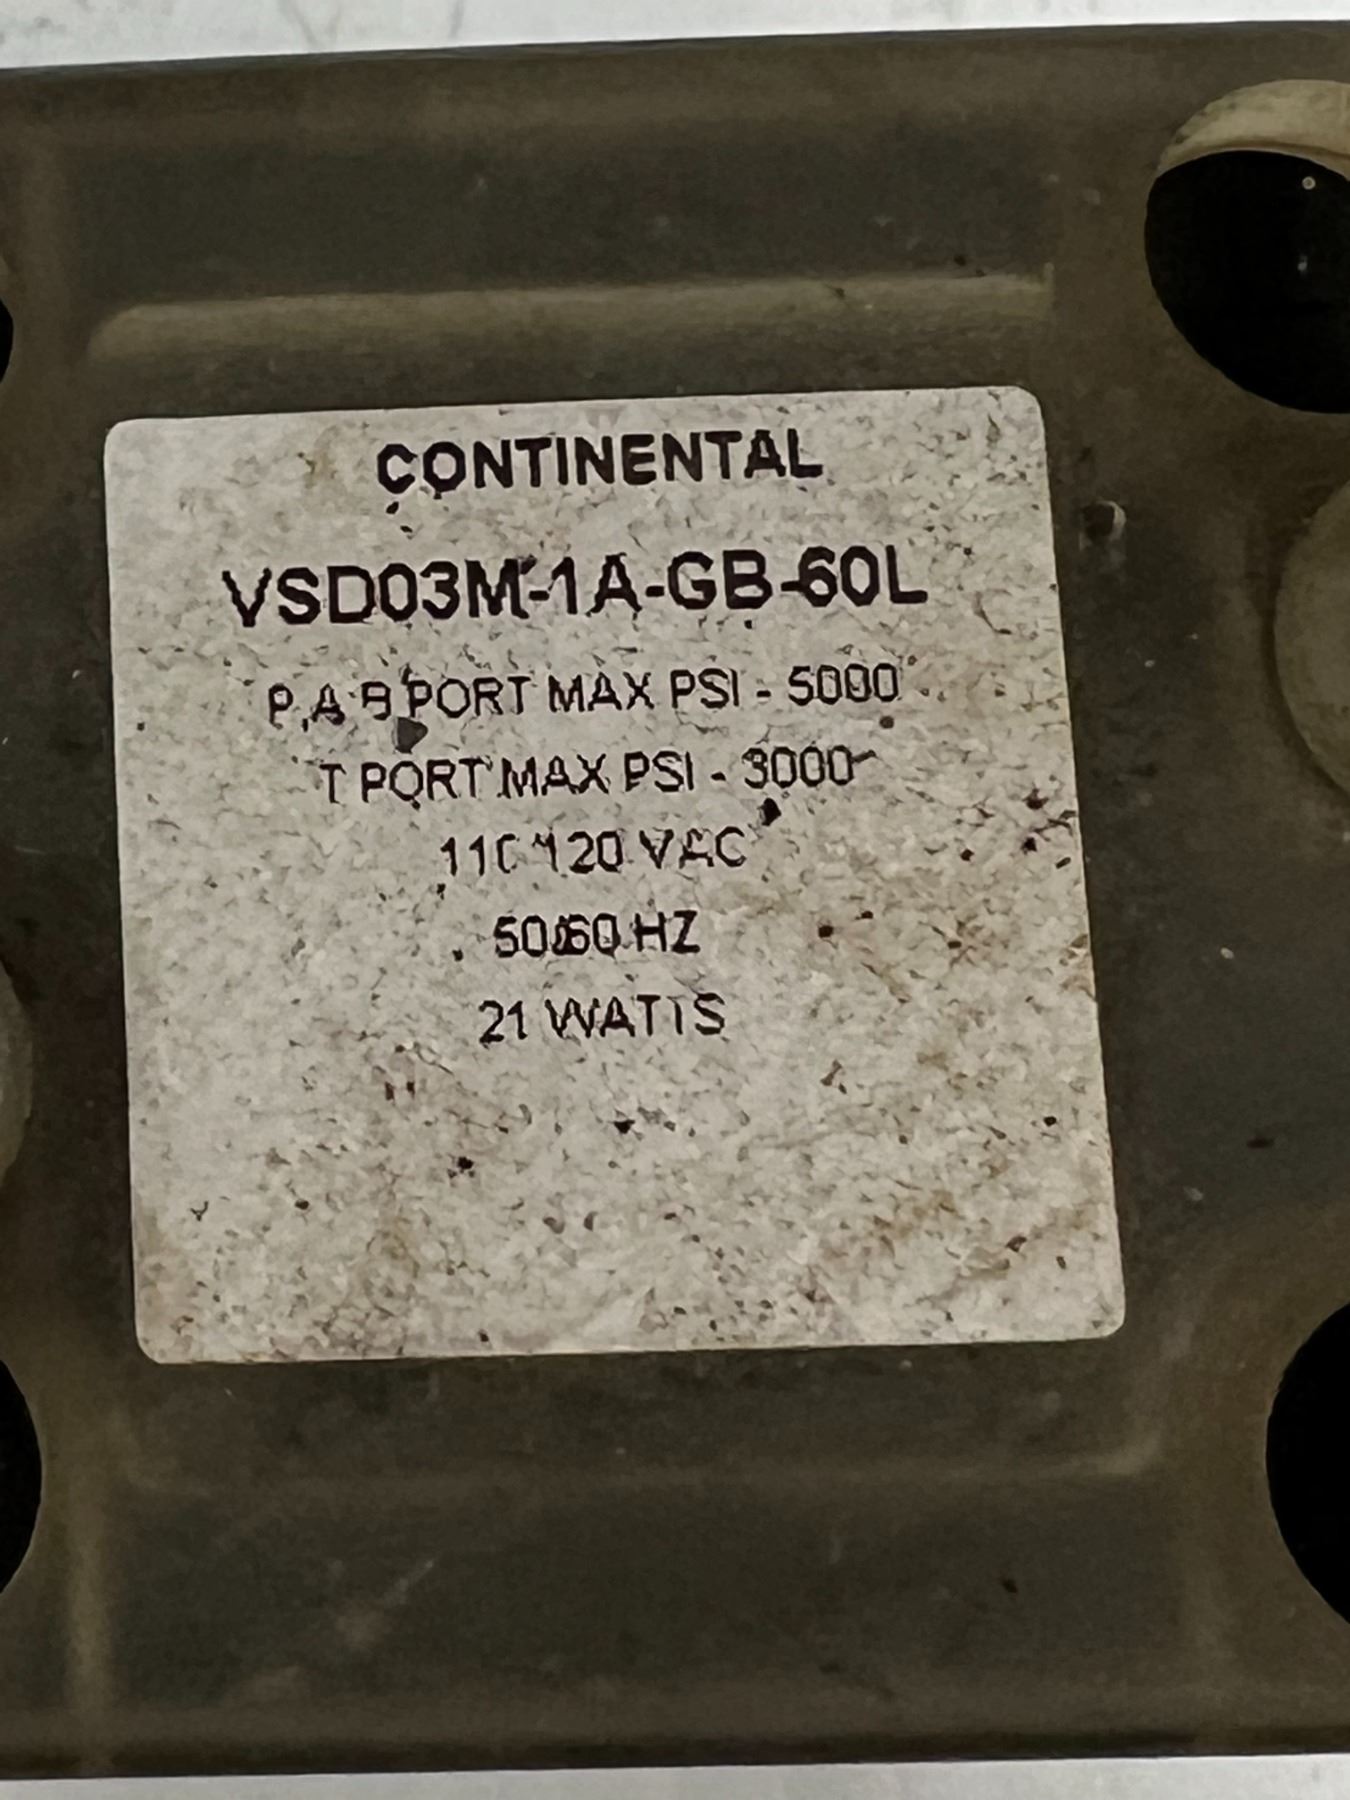 CONTINENTAL
VSD03M-1A-GB-60L
P,A B PORT MAX PSI - 5000
T PORT MAX PSI - 3000
110/120 VAC
50/60 HZ
21 WATTS